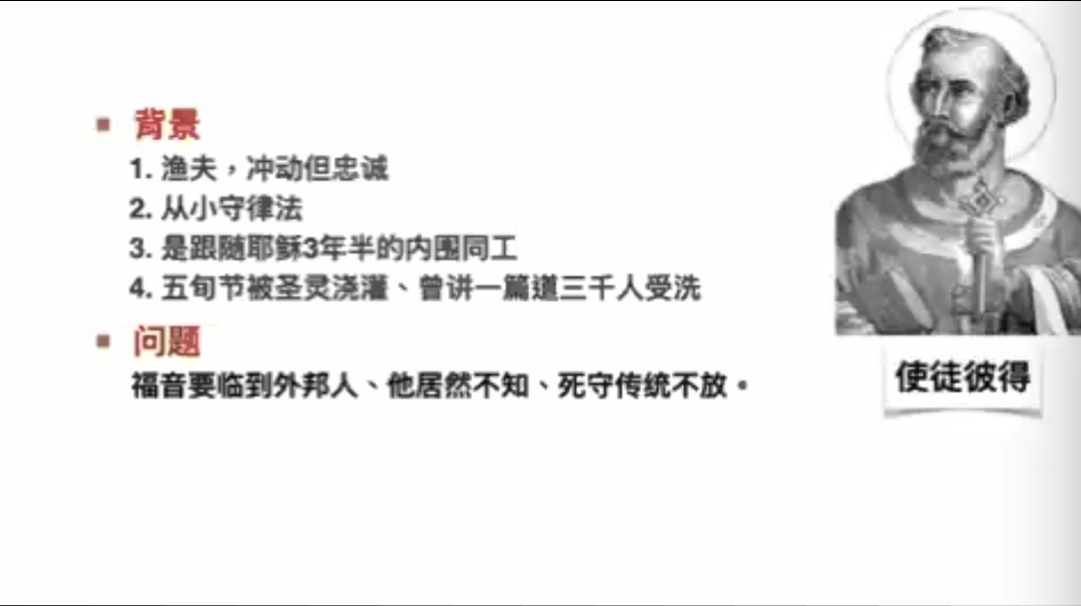 背景
1. 渔夫，冲动但忠诚
2. 从小守律法
3. 是跟随耶稣3年半的内围同工
4. 五旬节被圣灵浇灌、曾讲一篇道三千人受洗
问题
福音要临到外邦人、他居然不知、死守传统不放。
使徒彼得